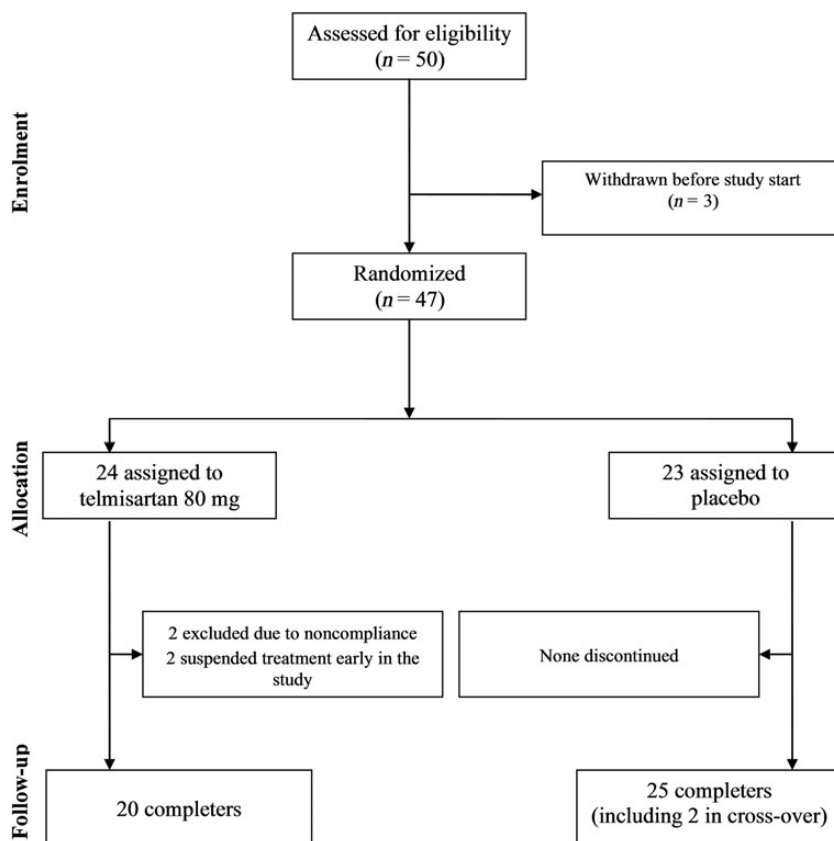 Assessed for eligibility
(n = 50)
Enrolment
Withdrawn before study start
(n = 3)
Randomized
(n = 47)
Allocation
24 assigned to
telmisartan 80 mg
23 assigned to
placebo
2 excluded due to noncompliance
2 suspended treatment early in the
study
None discontinued
Follow-up
20 completers
25 completers
(including 2 in cross-over)